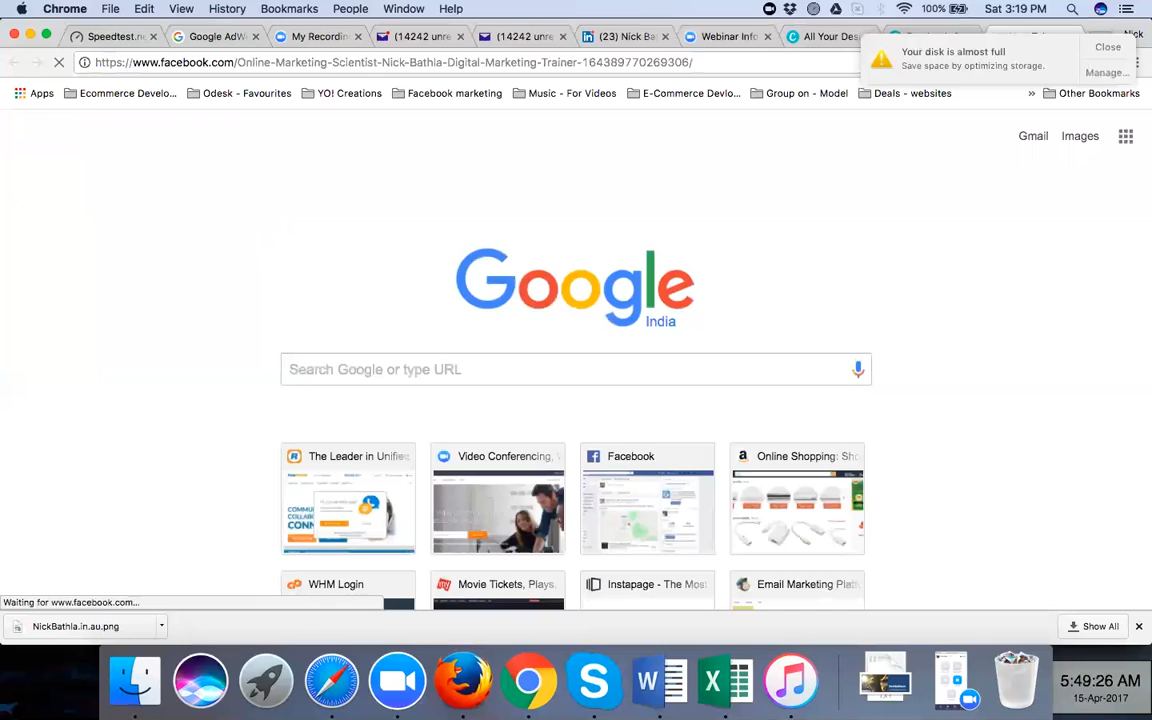 Chrome File Edit View History Bookmarks People Window Help 100% Sat 3:19 PM
Speedtest.ne Google AdW My Recordin (14242 unre (14242 unre (23) Nick Ba Webinar Info All Your Des Nick
Your disk is almost full
Save space by optimizing storage.
Close
Manage...
https://www.facebook.com/Online-Marketing-Scientist-Nick-Bathla-Digital-Marketing-Trainer-164389770269306/
Apps Ecommerce Develo... Odesk - Favourites YO! Creations Facebook marketing Music - For Videos E-Commerce Devlo... Group on - Model Deals - websites » Other Bookmarks
Gmail Images
Google
India
Search Google or type URL
The Leader in Unifie Video Conferencing, Facebook Online Shopping: Sho
WHM Login Movie Tickets, Plays, Instapage - The Mos Email Marketing Platf
Waiting for www.facebook.com...
NickBathla.in.au.png Show All
5:49:26 AM
15-Apr-2017